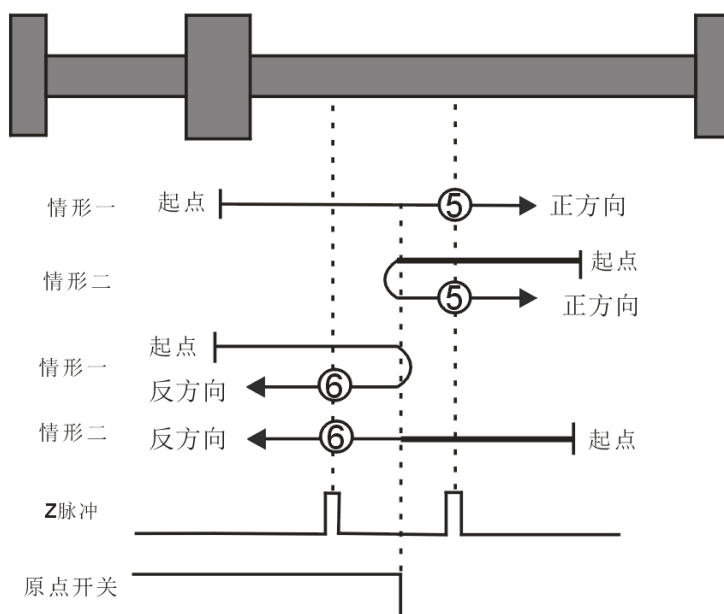 情形一 起点 ⑤ 正方向
情形二 起点
⑤ 正方向
情形一 起点
反方向 ⑥
情形二 反方向 ⑥ 起点
Z脉冲
原点开关